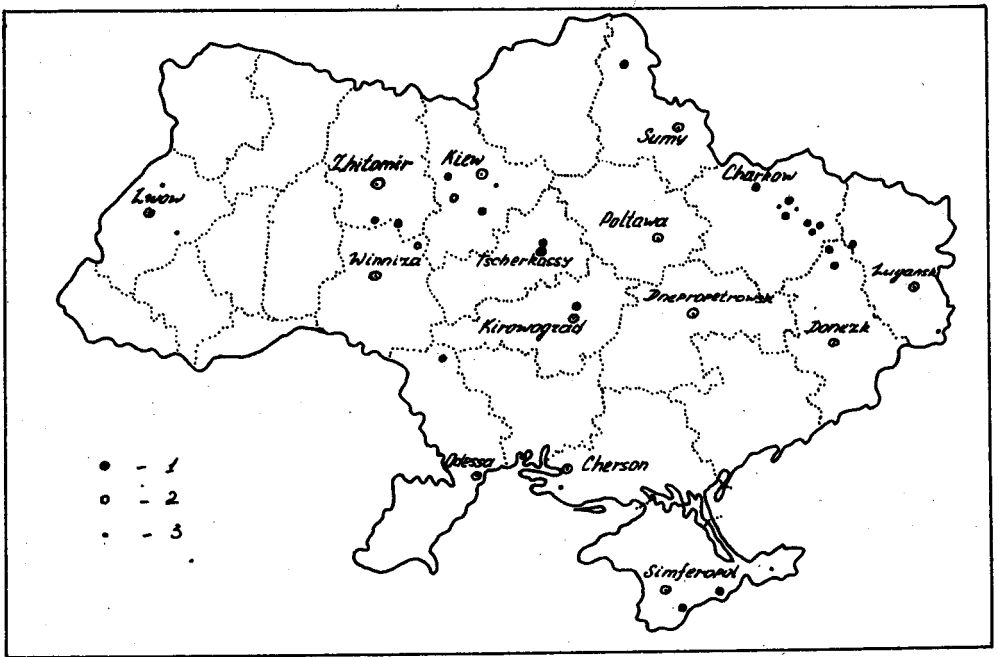 Sumy
Kiew
Zhitomir
Charkow
Lwow
Poltawa
Winniza
Tscherkassy
Lugansk
Dnepropetrowsk
Kirowograd
Donezk
- 1
Odessa
Cherson
- 2
- 3
Simferopol